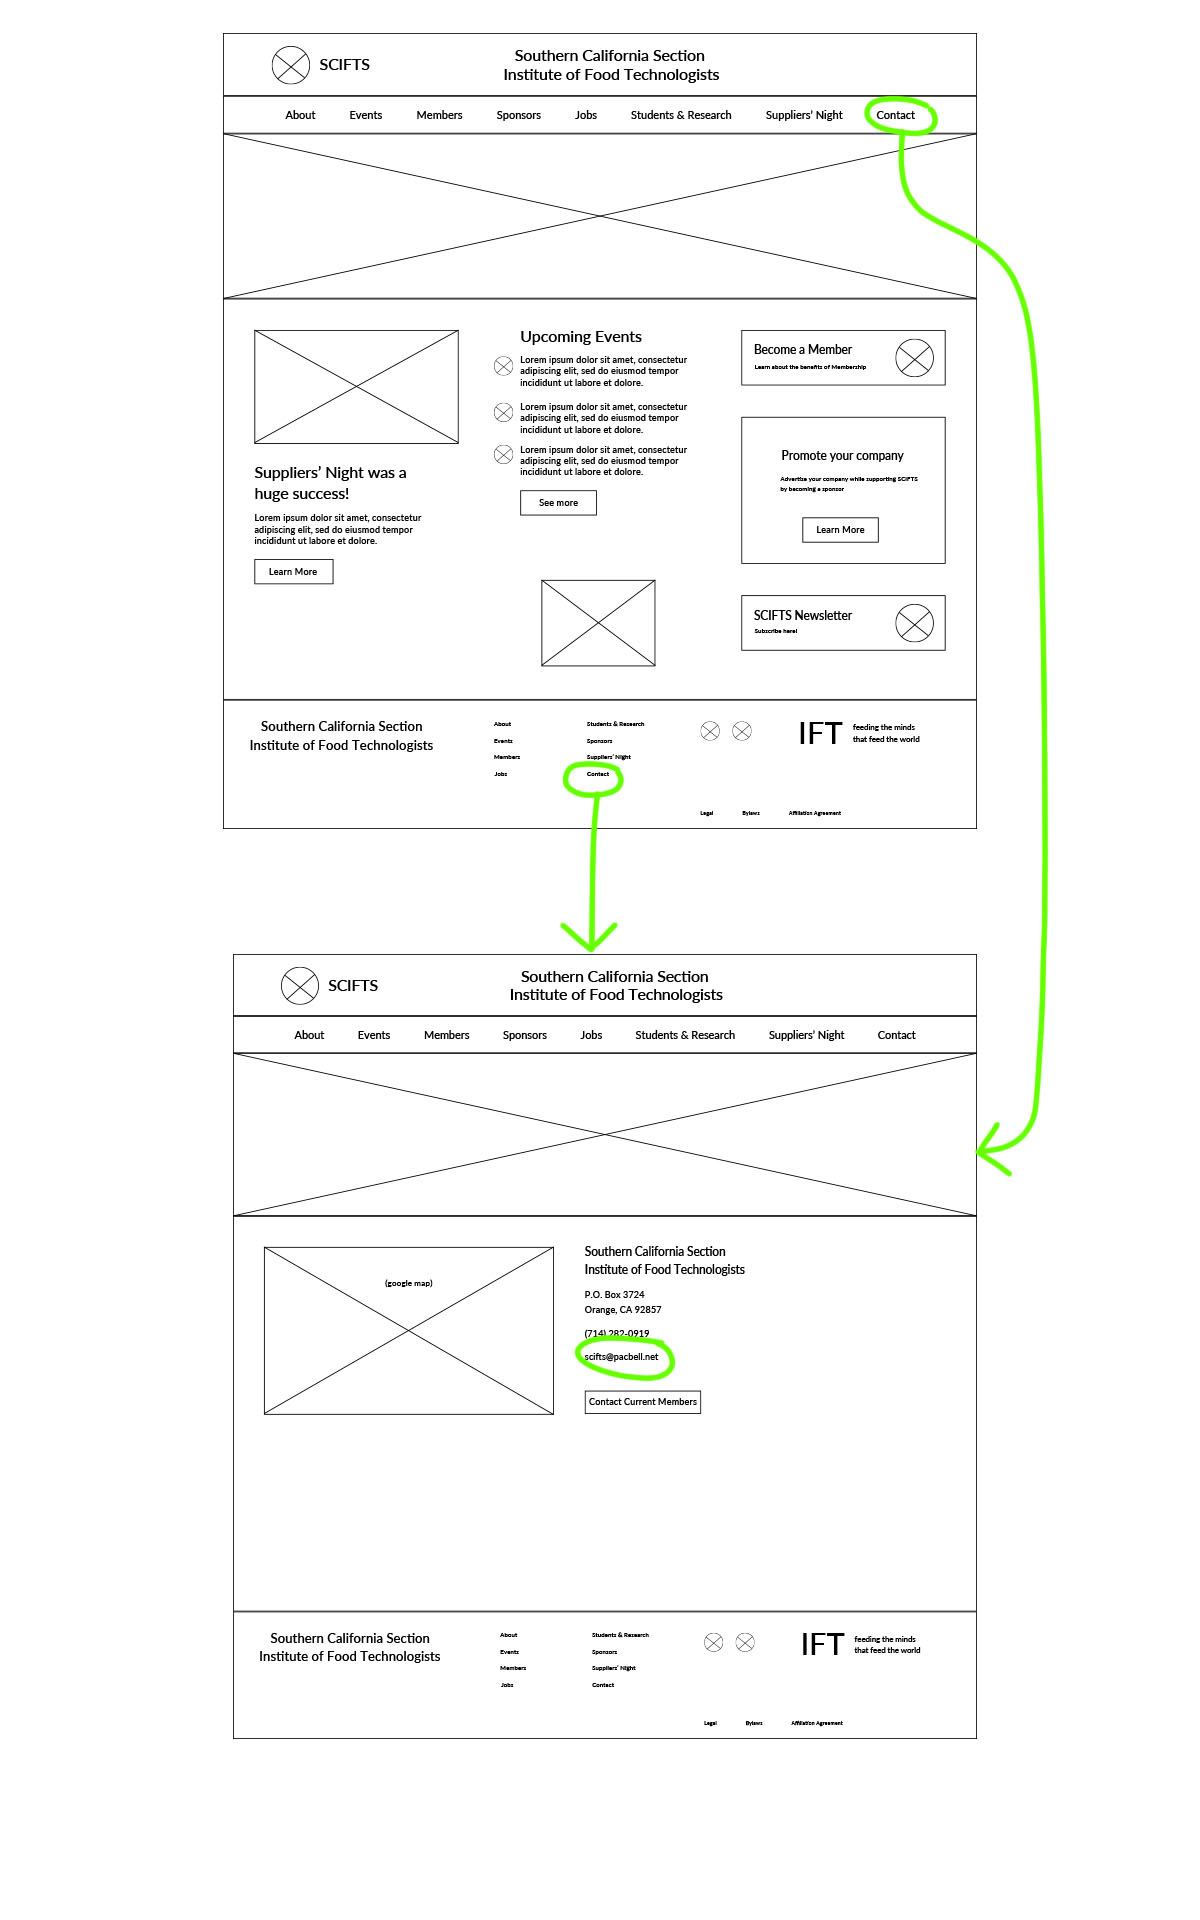 SCIFTS
Southern California Section
Institute of Food Technologists
About Events Members Sponsors Jobs Students & Research Suppliers' Night Contact
Suppliers' Night was a
huge success!
Lorem ipsum dolor sit amet, consectetur
adipiscing elit, sed do eiusmod tempor
incididunt ut labore et dolore.
Learn More
Upcoming Events
Lorem ipsum dolor sit amet, consectetur
adipiscing elit, sed do eiusmod tempor
incididunt ut labore et dolore.
Lorem ipsum dolor sit amet, consectetur
adipiscing elit, sed do eiusmod tempor
incididunt ut labore et dolore.
Lorem ipsum dolor sit amet, consectetur
adipiscing elit, sed do eiusmod tempor
incididunt ut labore et dolore.
See more
Become a Member
Learn about the benefits of Membership
Promote your company
Advertise your company while supporting SCIFTS
by becoming a sponsor
Learn More
SCIFTS Newsletter
Subscribe here!
Southern California Section
Institute of Food Technologists
About
Events
Members
Jobs
Students & Research
Sponsors
Suppliers' Night
Contact
IFT
feeding the minds
that feed the world
Legal Bylaws Affiliation Agreement
SCIFTS
Southern California Section
Institute of Food Technologists
About Events Members Sponsors Jobs Students & Research Suppliers' Night Contact
(google map)
Southern California Section
Institute of Food Technologists
P.O. Box 3724
Orange, CA 92857
(714) 282-0919
scifts@pacbell.net
Contact Current Members
Southern California Section
Institute of Food Technologists
About
Events
Members
Jobs
Students & Research
Sponsors
Suppliers' Night
Contact
IFT
feeding the minds
that feed the world
Legal Bylaws Affiliation Agreement